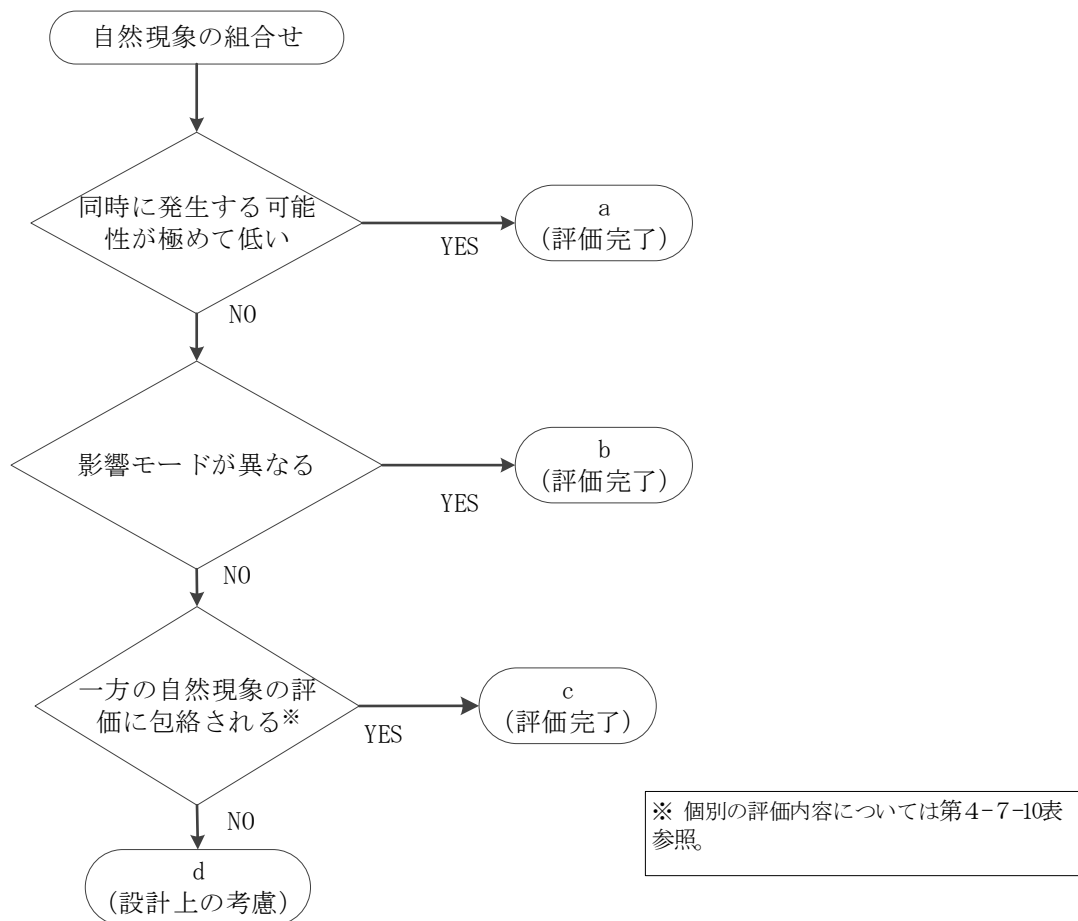 自然現象の組合せ
同時に発生する可能
性が極めて低い
YES
a
(評価完了)
NO
影響モードが異なる
YES
b
(評価完了)
NO
一方の自然現象の評
価に包絡される※
YES
c
(評価完了)
NO
d
(設計上の考慮)
※ 個別の評価内容については第4-7-10表
参照。